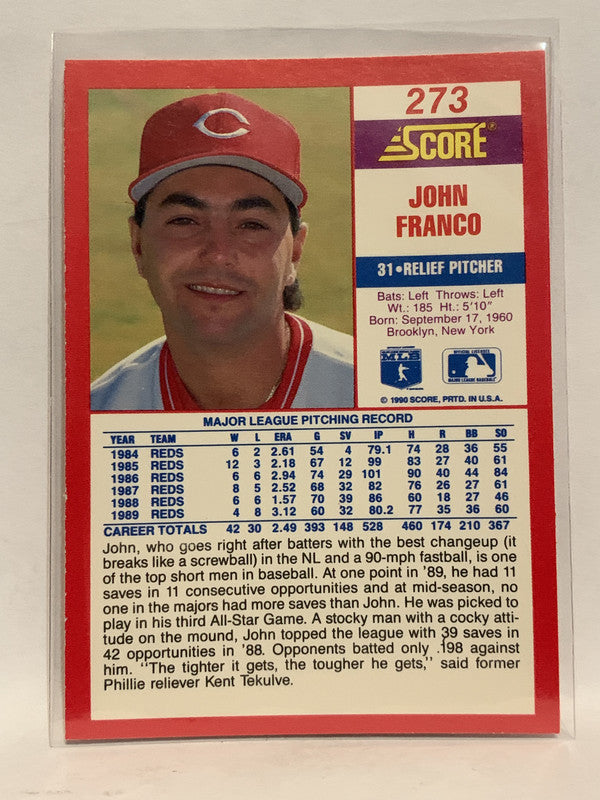 273
SCORE®
JOHN
FRANCO
31•RELIEF PITCHER
Bats: Left Throws: Left
Wt.: 185 Ht.: 5'10"
Born: September 17, 1960
Brooklyn, New York
MLB
OFFICIAL LICENSEE
MAJOR LEAGUE BASEBALL
© 1990 SCORE, PRTD. IN U.S.A.
MAJOR LEAGUE PITCHING RECORD
YEAR TEAM W L ERA G SV IP H R BB SO
1984 REDS 6 2 2.61 54 4 79.1 74 28 36 55
1985 REDS 12 3 2.18 67 12 99 83 27 40 61
1986 REDS 6 6 2.94 74 29 101 90 40 44 84
1987 REDS 8 5 2.52 68 32 82 76 26 27 61
1988 REDS 6 6 1.57 70 39 86 60 18 27 46
1989 REDS 4 8 3.12 60 32 80.2 77 35 36 60
CAREER TOTALS 42 30 2.49 393 148 528 460 174 210 367
John, who goes right after batters with the best changeup (it
breaks like a screwball) in the NL and a 90-mph fastball, is one
of the top short men in baseball. At one point in '89, he had 11
saves in 11 consecutive opportunities and at mid-season, no
one in the majors had more saves than John. He was picked to
play in his third All-Star Game. A stocky man with a cocky atti-
tude on the mound, John topped the league with 39 saves in
42 opportunities in '88. Opponents batted only .198 against
him. "The tighter it gets, the tougher he gets," said former
Phillie reliever Kent Tekulve.